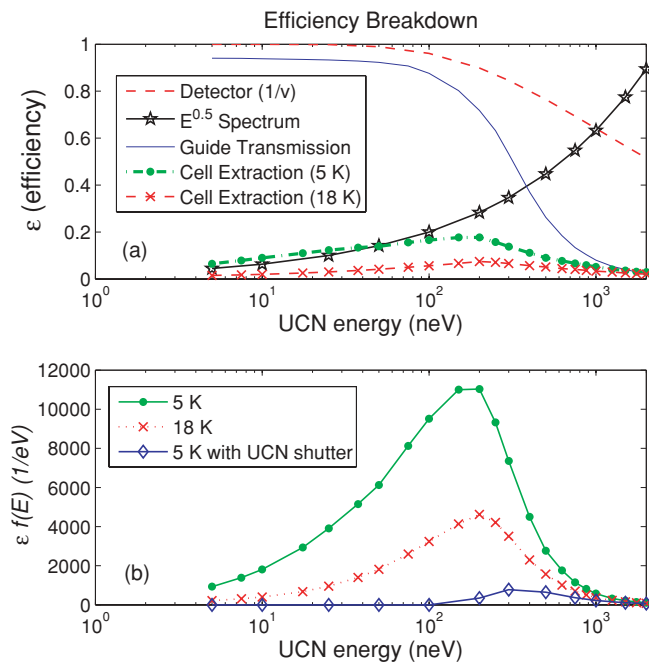 Efficiency Breakdown
ε (efficiency)
1
0.8
0.6
0.4
0.2
0
Detector (1/v)
E^0.5 Spectrum
Guide Transmission
Cell Extraction (5 K)
Cell Extraction (18 K)
(a)
10^0 10^1 10^2 10^3
UCN energy (neV)
ε f(E) (1/eV)
12000
10000
8000
6000
4000
2000
0
5 K
18 K
5 K with UCN shutter
(b)
10^0 10^1 10^2 10^3
UCN energy (neV)